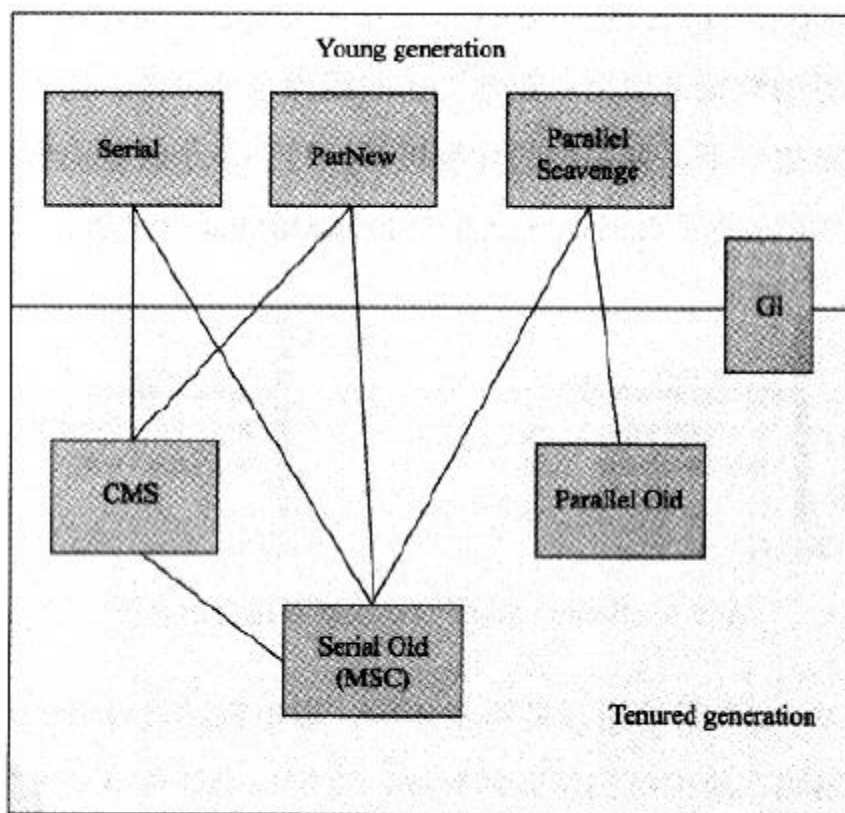 Young generation
Serial
ParNew
Parallel
Scavenge
G1
CMS
Parallel Old
Serial Old
(MSC)
Tenured generation